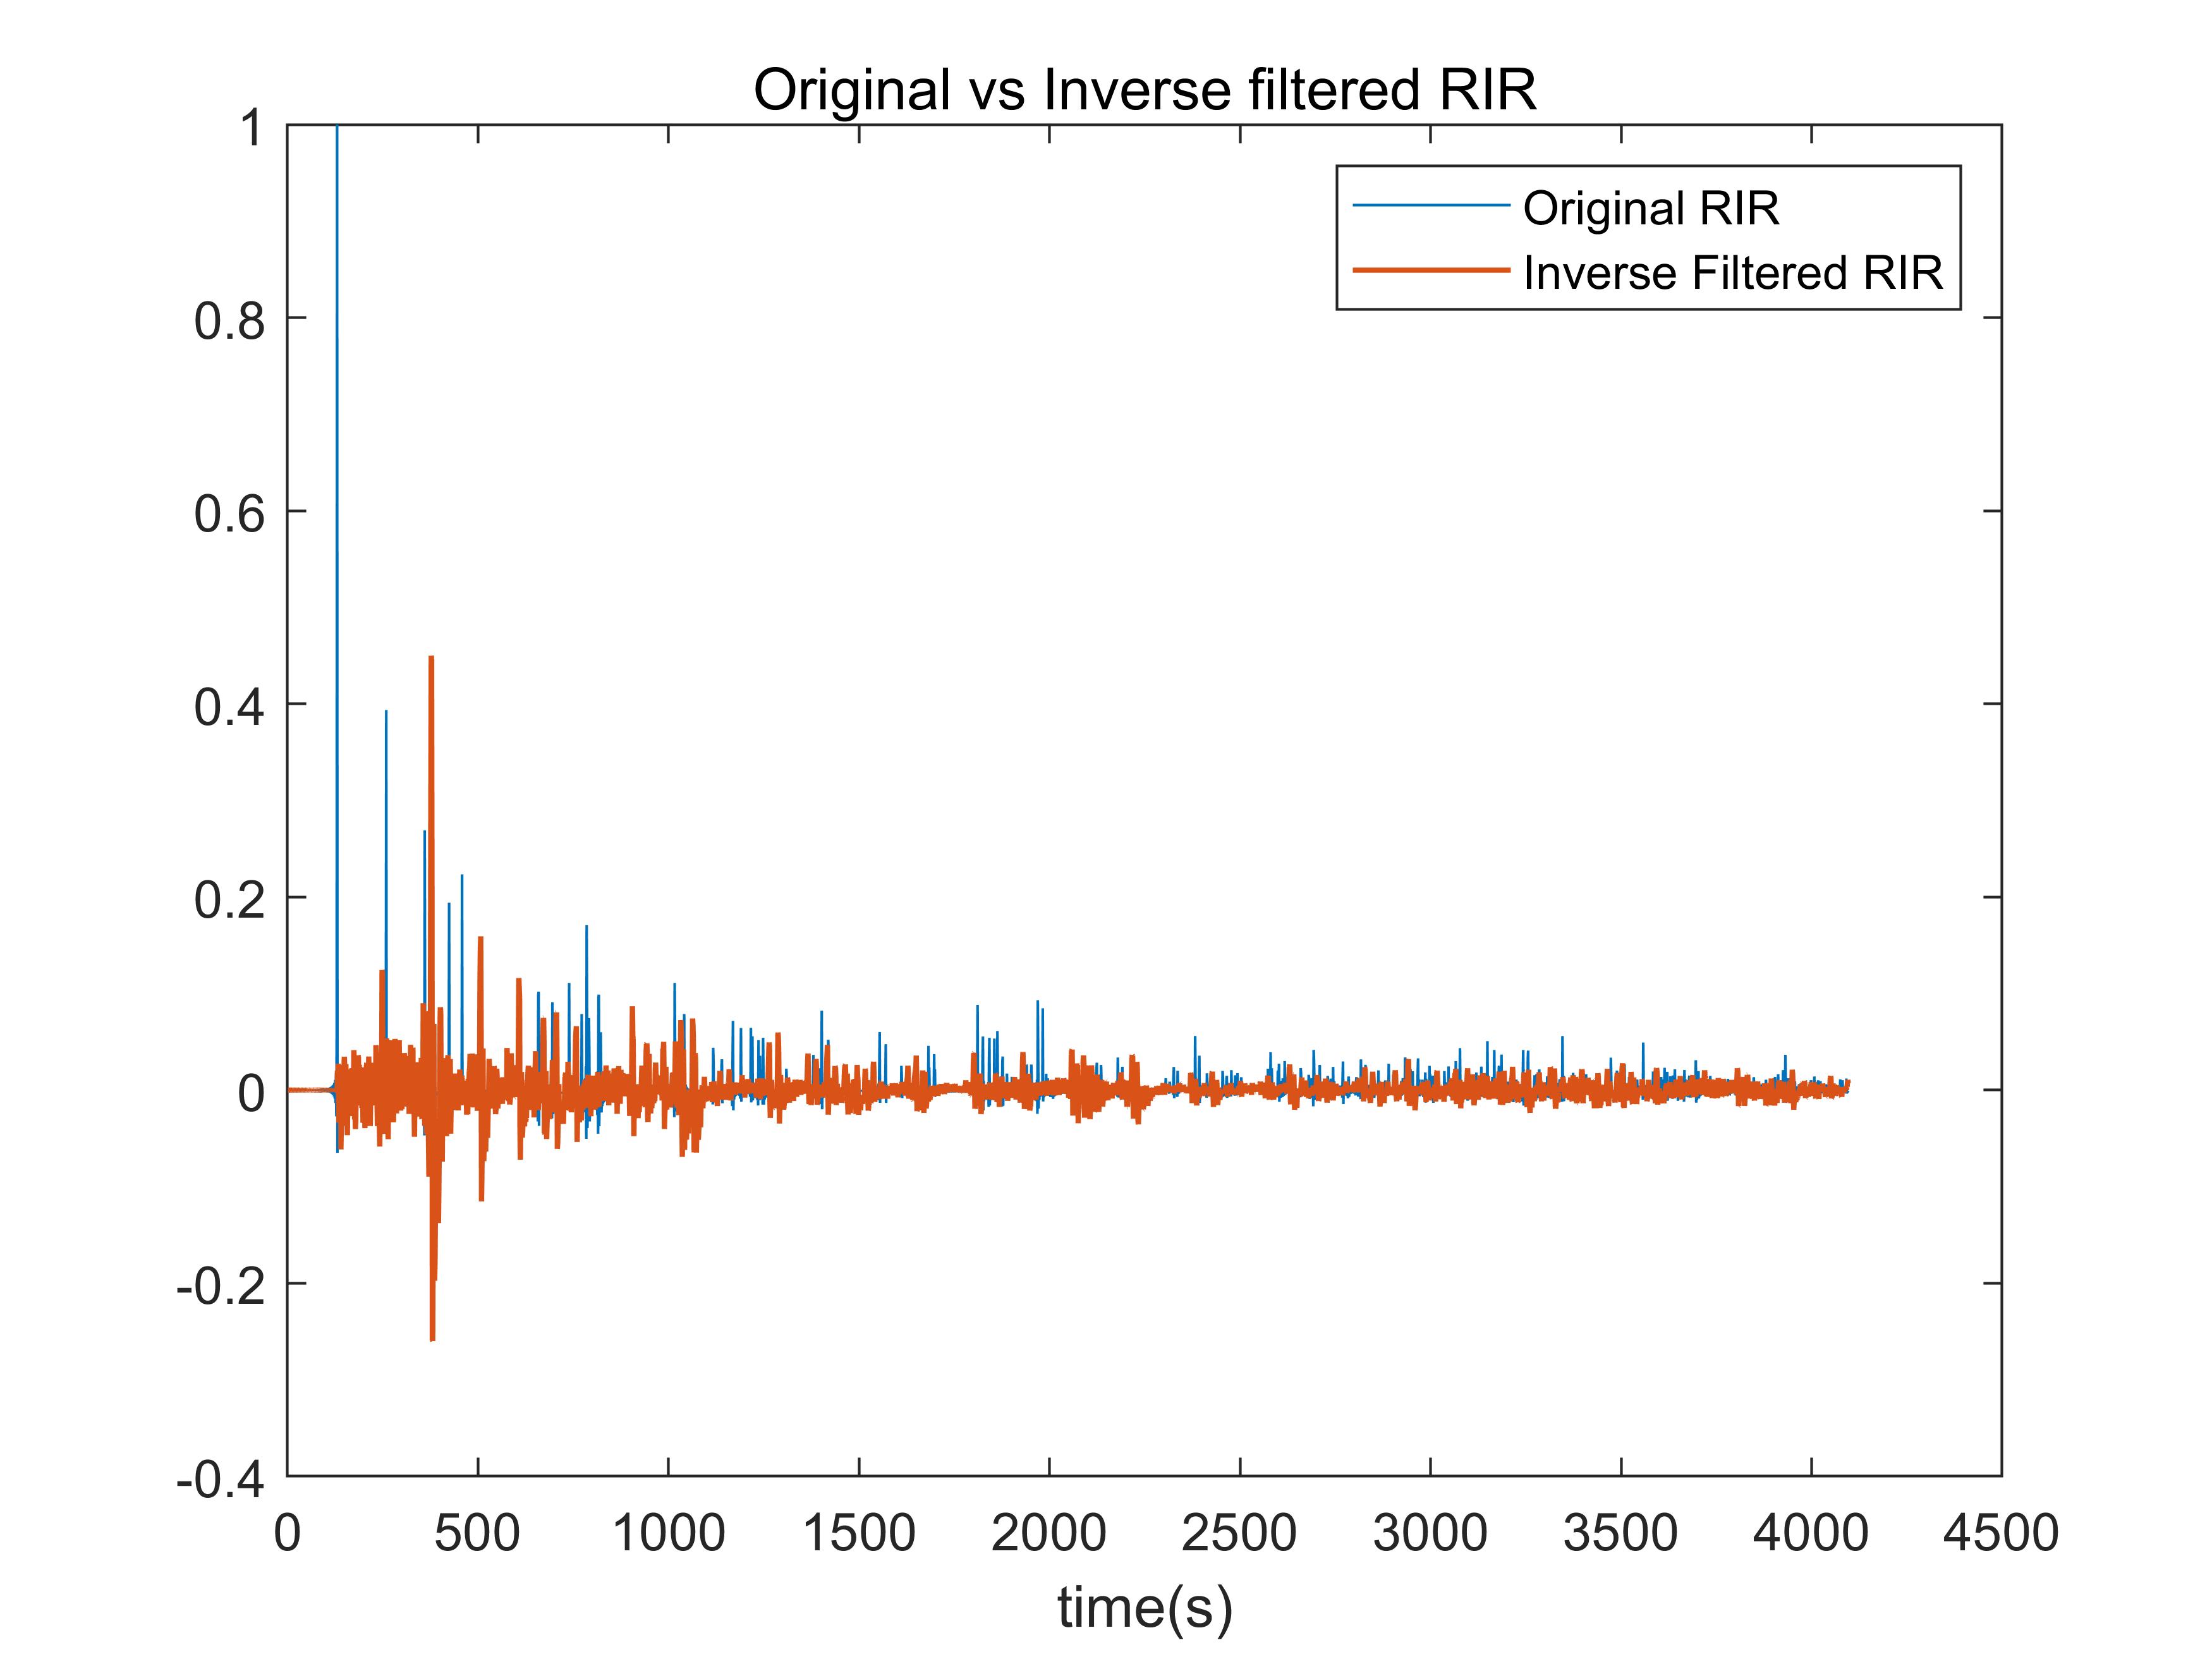 Original vs Inverse filtered RIR
1
0.8
0.6
0.4
0.2
0
-0.2
-0.4
Original RIR
Inverse Filtered RIR
0 500 1000 1500 2000 2500 3000 3500 4000 4500
time(s)